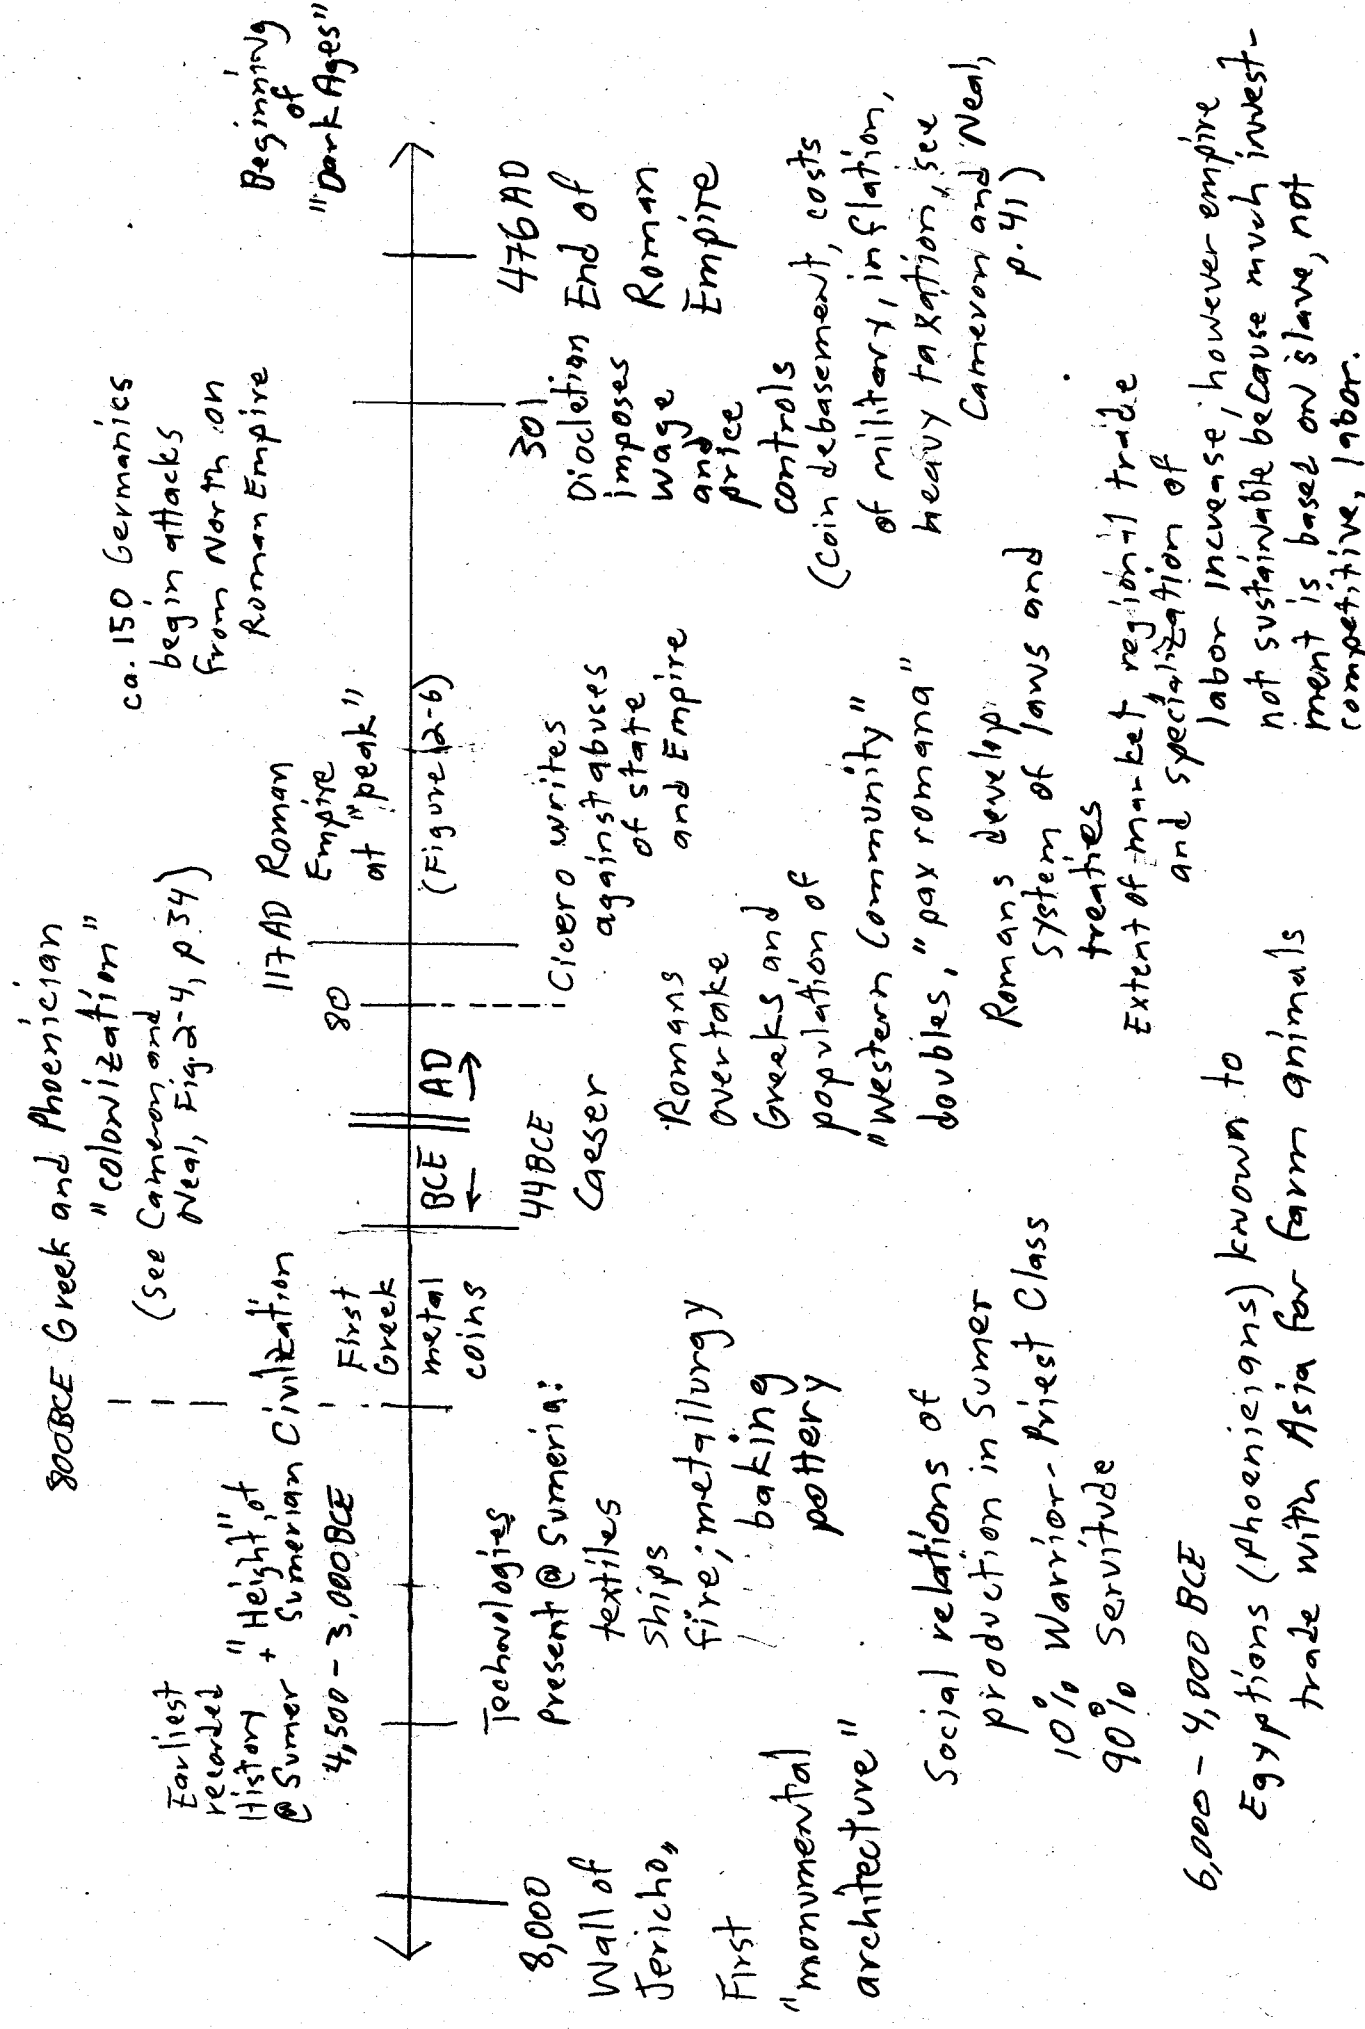 800BCE Greek and Phoenician
"colonization"
(see Cameron and
Neal, Fig. 2-4, p. 34)
Earliest
recorded
History
@ Sumer
+ "Height" of
Sumerian Civilization
4,500 - 3,000BCE
First
Greek
metal
coins
BCE
AD
80
117AD Roman
Empire
at "peak"
(Figure 2-6)
ca. 150 Germanics
begin attacks
from North on
Roman Empire
Beginning
of
"Dark Ages"
8,000
Wall of
Jericho,
First
"monumental
architecture"
Technologies
Present @ Sumeria:
textiles
ships
fire; metallurgy
baking
pottery
44BCE
Caeser
Cicero writes
against abuses
of state
and Empire
301
Diocletian
imposes
wage
and
price
controls
(coin debasement, costs
of military, inflation,
heavy taxation, see
Cameron and Neal,
p. 41)
476AD
End of
Roman
Empire
Romans
overtake
Greeks and
population of
"Western Community"
doubles, "pax romana"
Romans develop
system of laws and
treaties
Extent of market, regional trade
and specialization of
labor increase, however empire
not sustainable because much invest-
ment is based on slave, not
competitive, labor.
Social relations of
production in Sumer
10% Warrior-Priest Class
90% Servitude
6,000 - 4,000 BCE
Egyptions (Phoenicians) known to
trade with Asia for farm animals